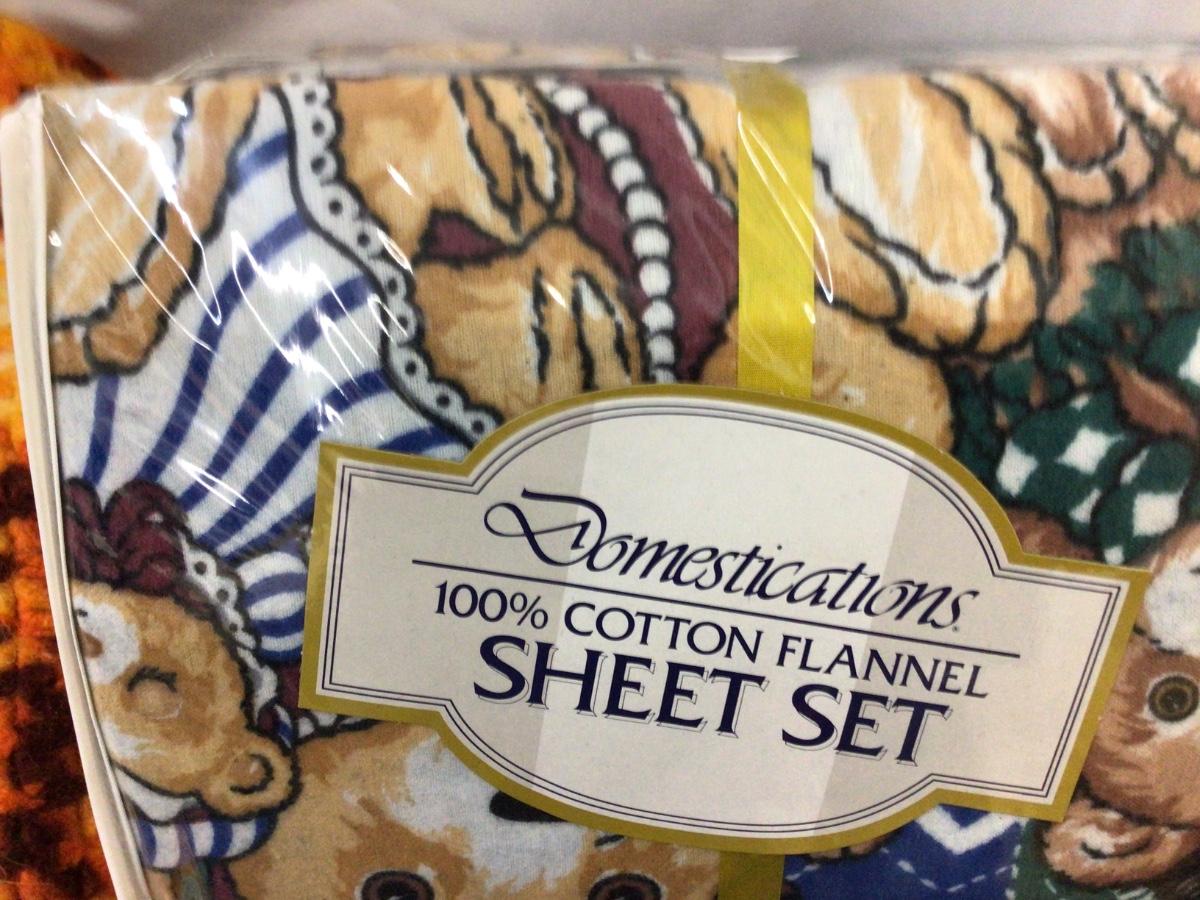 Domestications.
100% COTTON FLANNEL
SHEET SET